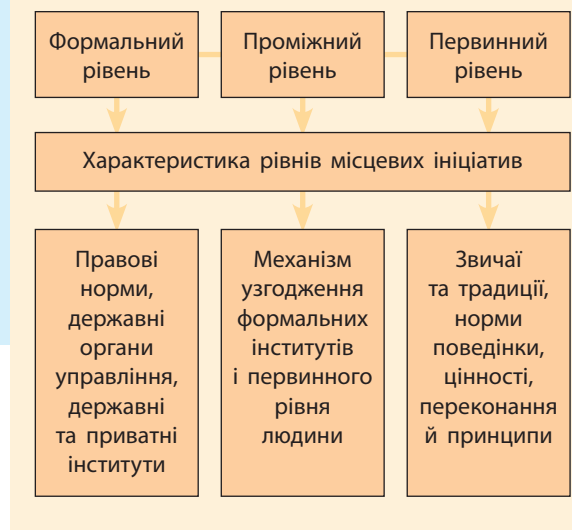 Формальний
рівень
Проміжний
рівень
Первинний
рівень
Характеристика рівнів місцевих ініціатив
Правові
норми,
державні
органи
управління,
державні
та приватні
інститути
Механізм
узгодження
формальних
інститутів
і первинного
рівня
людини
Звичаї
та традиції,
норми
поведінки,
цінності,
переконання
й принципи